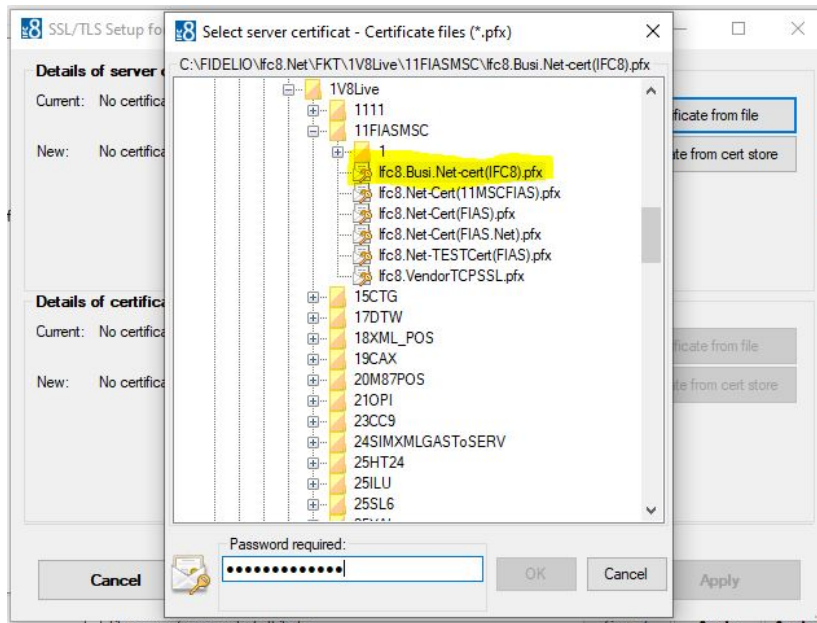 SSL/TLS Setup fo
Select server certificat - Certificate files (*.pfx)
C:\FIDELIO\Ifc8.Net\FKT\1V8Live\11FIASMSC\Ifc8.Busi.Net-cert(IFC8).pfx
Details of server c
Current: No certifica
New: No certifica
ificate from file
ate from cert store
1V8Live
1111
11FIASMSC
1
Ifc8.Busi.Net-cert(IFC8).pfx
Ifc8.Net-Cert(11MSCFIAS).pfx
Ifc8.Net-Cert(FIAS).pfx
Ifc8.Net-Cert(FIAS.Net).pfx
Ifc8.Net-TESTCert(FIAS).pfx
Ifc8.VendorTCPSSL.pfx
15CTG
17DTW
18XML_POS
19CAX
20M87POS
21OPI
23CC9
24SIMXMLGASToSERV
25HT24
25ILU
25SL6
Details of certifica
Current: No certifica
New: No certifica
ificate from file
ate from cert store
Password required:
•••••••••••••
OK
Cancel
Cancel
Apply